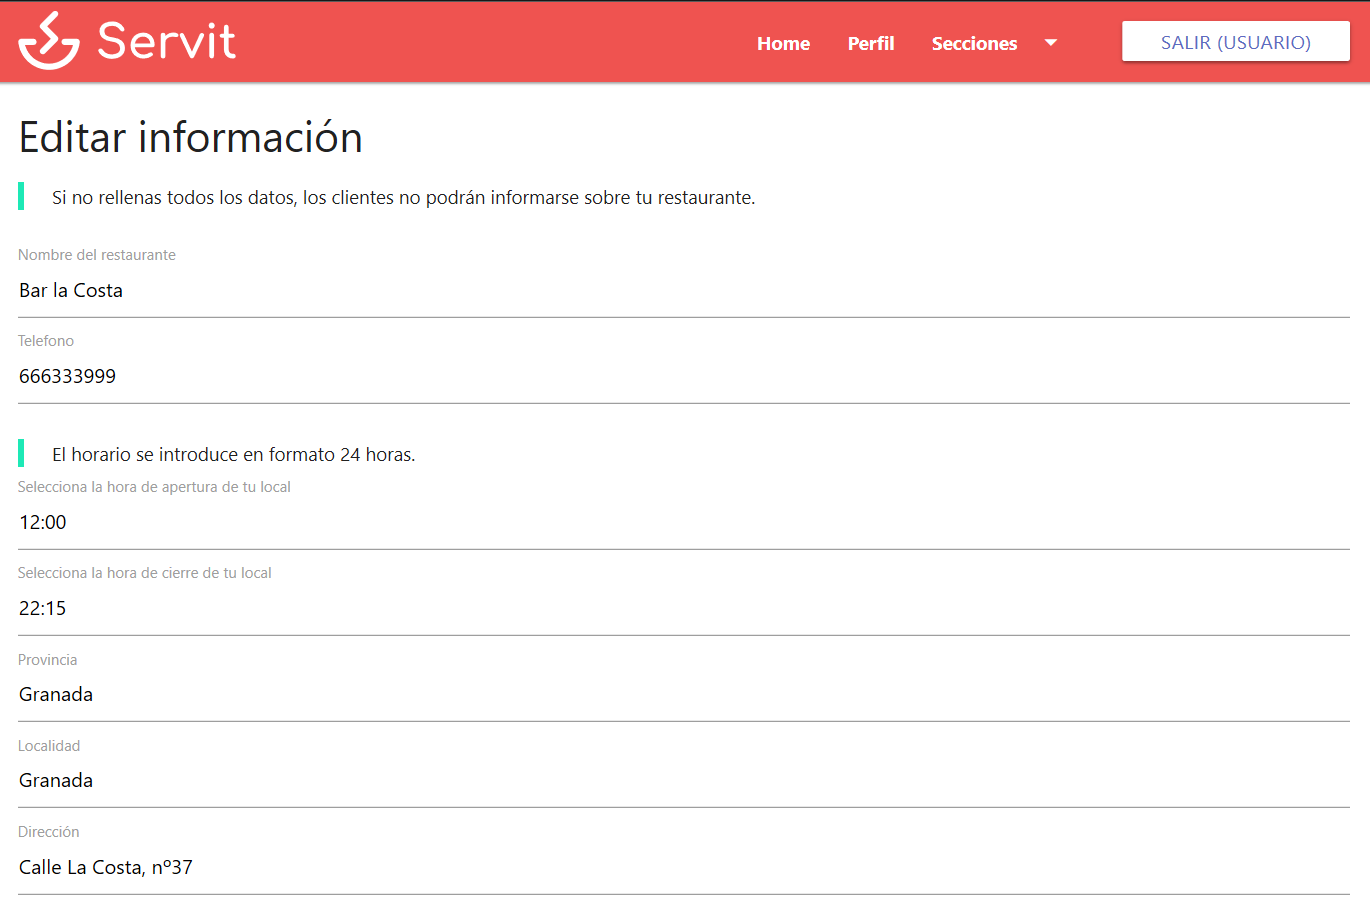 Servit
Home Perfil Secciones SALIR (USUARIO)
Editar información
Si no rellenas todos los datos, los clientes no podrán informarse sobre tu restaurante.
Nombre del restaurante
Bar la Costa
Telefono
666333999
El horario se introduce en formato 24 horas.
Selecciona la hora de apertura de tu local
12:00
Selecciona la hora de cierre de tu local
22:15
Provincia
Granada
Localidad
Granada
Dirección
Calle La Costa, nº37